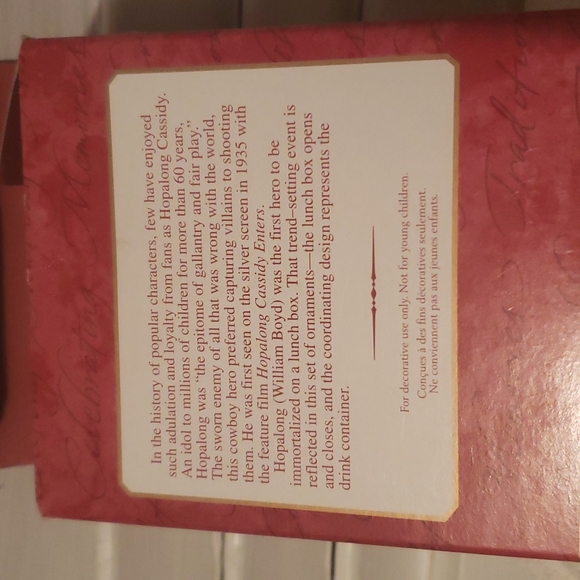 In the history of popular characters, few have enjoyed
such adulation and loyalty from fans as Hopalong Cassidy.
An idol to millions of children for more than 60 years,
Hopalong was "the epitome of gallantry and fair play."
The sworn enemy of all that was wrong with the world,
this cowboy hero preferred capturing villains to shooting
them. He was first seen on the silver screen in 1935 with
the feature film Hopalong Cassidy Enters.
Hopalong (William Boyd) was the first hero to be
immortalized on a lunch box. That trend–setting event is
reflected in this set of ornaments—the lunch box opens
and closes, and the coordinating design represents the
drink container.
For decorative use only. Not for young children.
Conçues à des fins décoratives seulement.
Ne conviennent pas aux jeunes enfants.
Tradition